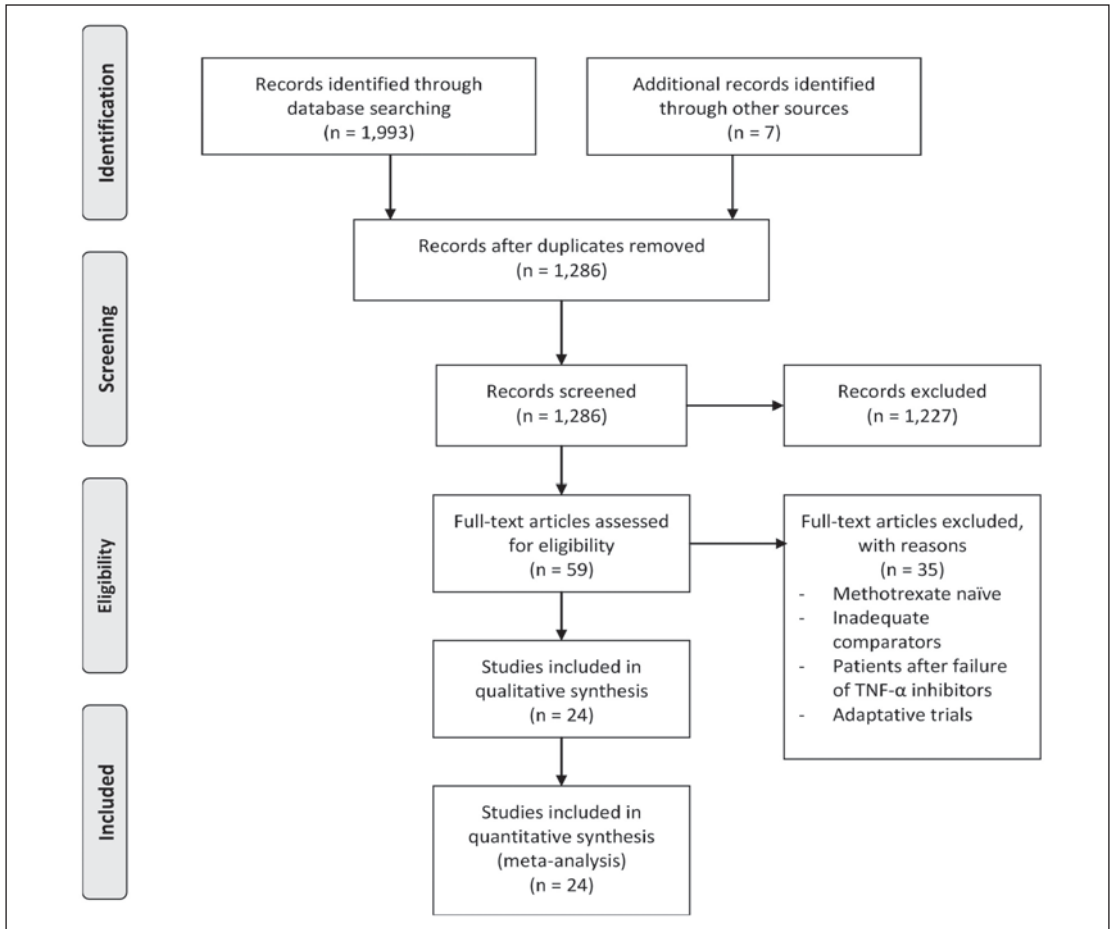 Identification
Records identified through
database searching
(n = 1,993)
Additional records identified
through other sources
(n = 7)
Records after duplicates removed
(n = 1,286)
Screening
Records screened
(n = 1,286)
Records excluded
(n = 1,227)
Eligibility
Full-text articles assessed
for eligibility
(n = 59)
Full-text articles excluded,
with reasons
(n = 35)
- Methotrexate naïve
- Inadequate
comparators
- Patients after failure
of TNF-α inhibitors
- Adaptative trials
Studies included in
qualitative synthesis
(n = 24)
Included
Studies included in
quantitative synthesis
(meta-analysis)
(n = 24)